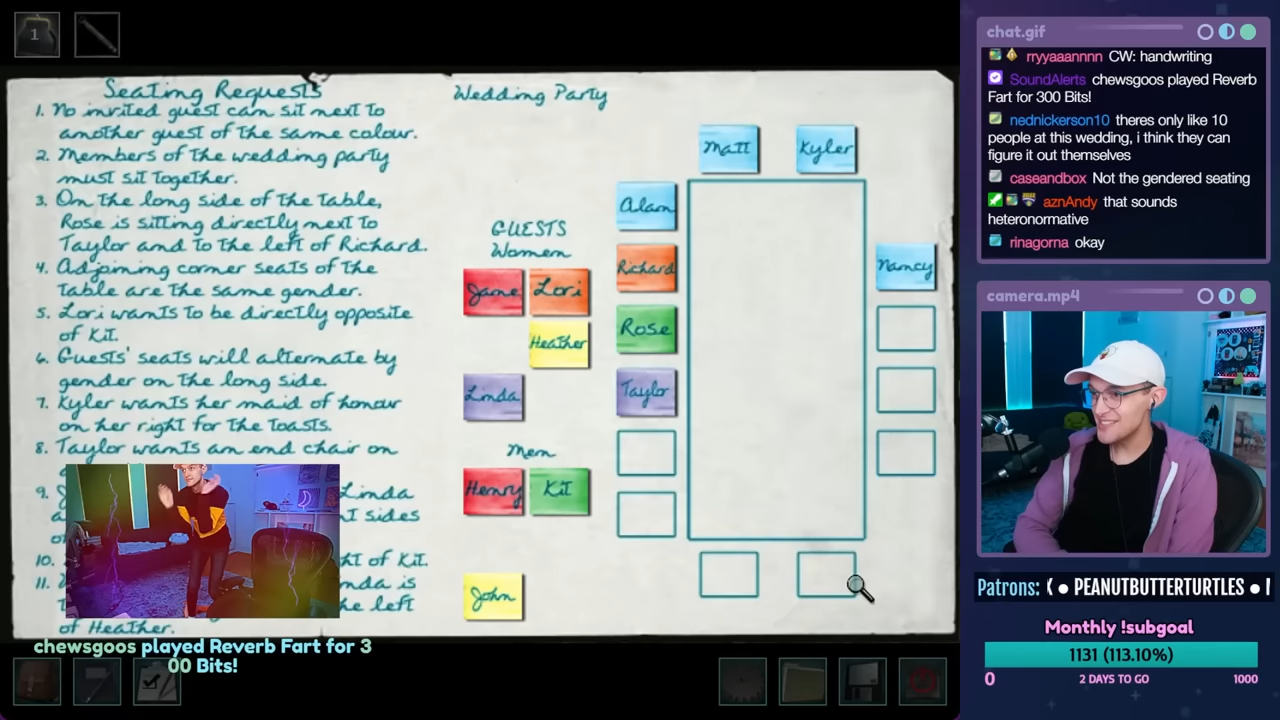 1
Seating Requests
1. No invited guest can sit next to
another guest of the same colour.
2. Members of the wedding party
must sit together.
3. On the long side of the table,
Rose is sitting directly next to
Taylor and to the left of Richard.
4. Adjoining corner seats of the
table are the same gender.
5. Lori wants to be directly opposite
of Kit.
6. Guests' seats will alternate by
gender on the long side.
7. Kyler wants her maid of honour
on her right for the toasts.
8. Taylor wants an end chair on
9.
Linda
sides
10.
ht of Kit.
11.
nda is
he left
of Heather.
chewsgoos played Reverb Fart for 3
00 Bits!
Wedding Party
GUESTS
Women
Jane
Lori
Heather
Linda
Men
Henry
Kit
John
Matt
Kyler
Alan
Richard
Rose
Taylor
Nancy
chat.gif
rryyaaannnn CW: handwriting
SoundAlerts chewsgoos played Reverb
Fart for 300 Bits!
nednickerson10 theres only like 10
people at this wedding, i think they can
figure it out themselves
caseandbox Not the gendered seating
aznAndy that sounds
heteronormative
rinagorna okay
camera.mp4
Patrons: ● PEANUTBUTTERTURTLES ●
Monthly !subgoal
1131 (113.10%)
0 2 DAYS TO GO 1000